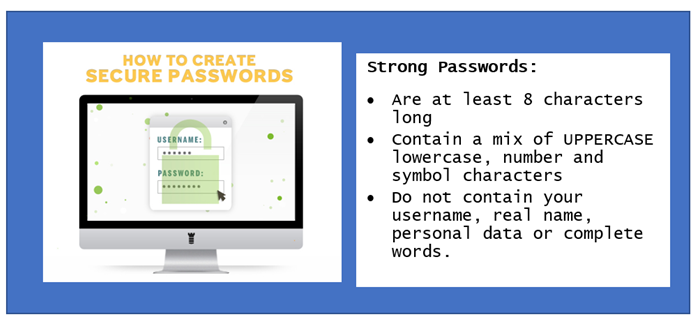 HOW TO CREATE
SECURE PASSWORDS
USERNAME:
******
PASSWORD:
********
Strong Passwords:
• Are at least 8 characters
long
• Contain a mix of UPPERCASE
lowercase, number and
symbol characters
• Do not contain your
username, real name,
personal data or complete
words.